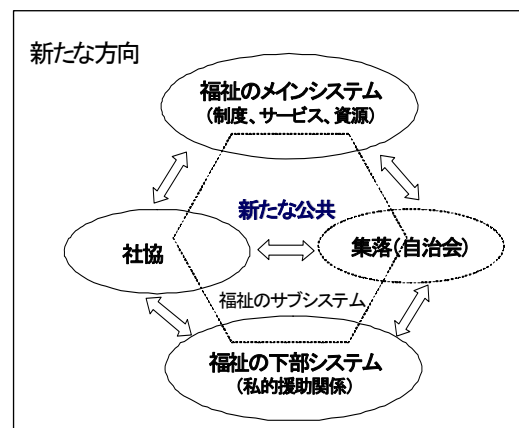 新たな方向
福祉のメインシステム
(制度、サービス、資源)
新たな公共
社協
集落(自治会)
福祉のサブシステム
福祉の下部システム
(私的援助関係)